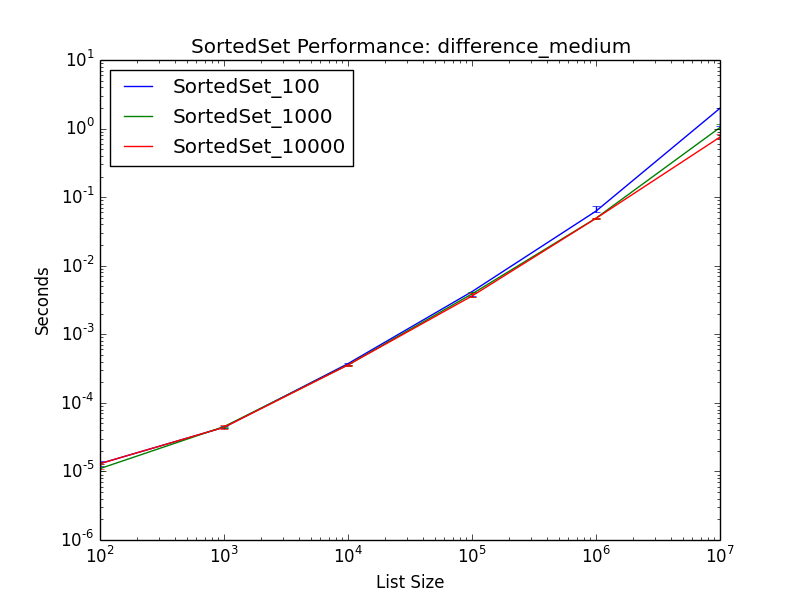 SortedSet Performance: difference_medium
SortedSet_100
SortedSet_1000
SortedSet_10000
10^1
10^0
10^-1
10^-2
10^-3
10^-4
10^-5
10^-6
Seconds
10^2 10^3 10^4 10^5 10^6 10^7
List Size